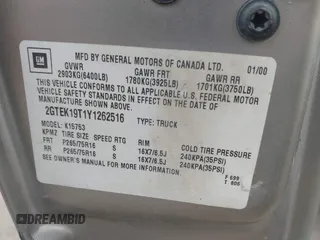 GM
MFD BY GENERAL MOTORS OF CANADA LTD. 01/00
GVWR GAWR FRT GAWR RR
2903KG(6400LB) 1780KG(3925LB) 1701KG(3750LB)
THIS VEHICLE CONFORMS TO ALL APPLICABLE U.S. FEDERAL MOTOR VEHICLE SAFETY STANDARDS IN EFFECT ON THE DATE OF MANUFACTURE SHOWN ABOVE.
2GTEK19T1Y1262516 TYPE: TRUCK
MODEL: K15753
TIRE SIZE SPEED RTG RIM COLD TIRE PRESSURE
FRT P265/75R16 S 16X7/6.5J 240KPA(35PSI)
RR P265/75R16 S 16X7/6.5J 240KPA(35PSI)
SEE OWNER'S MANUAL FOR ADDITIONAL INFORMATION.
DREAMBID